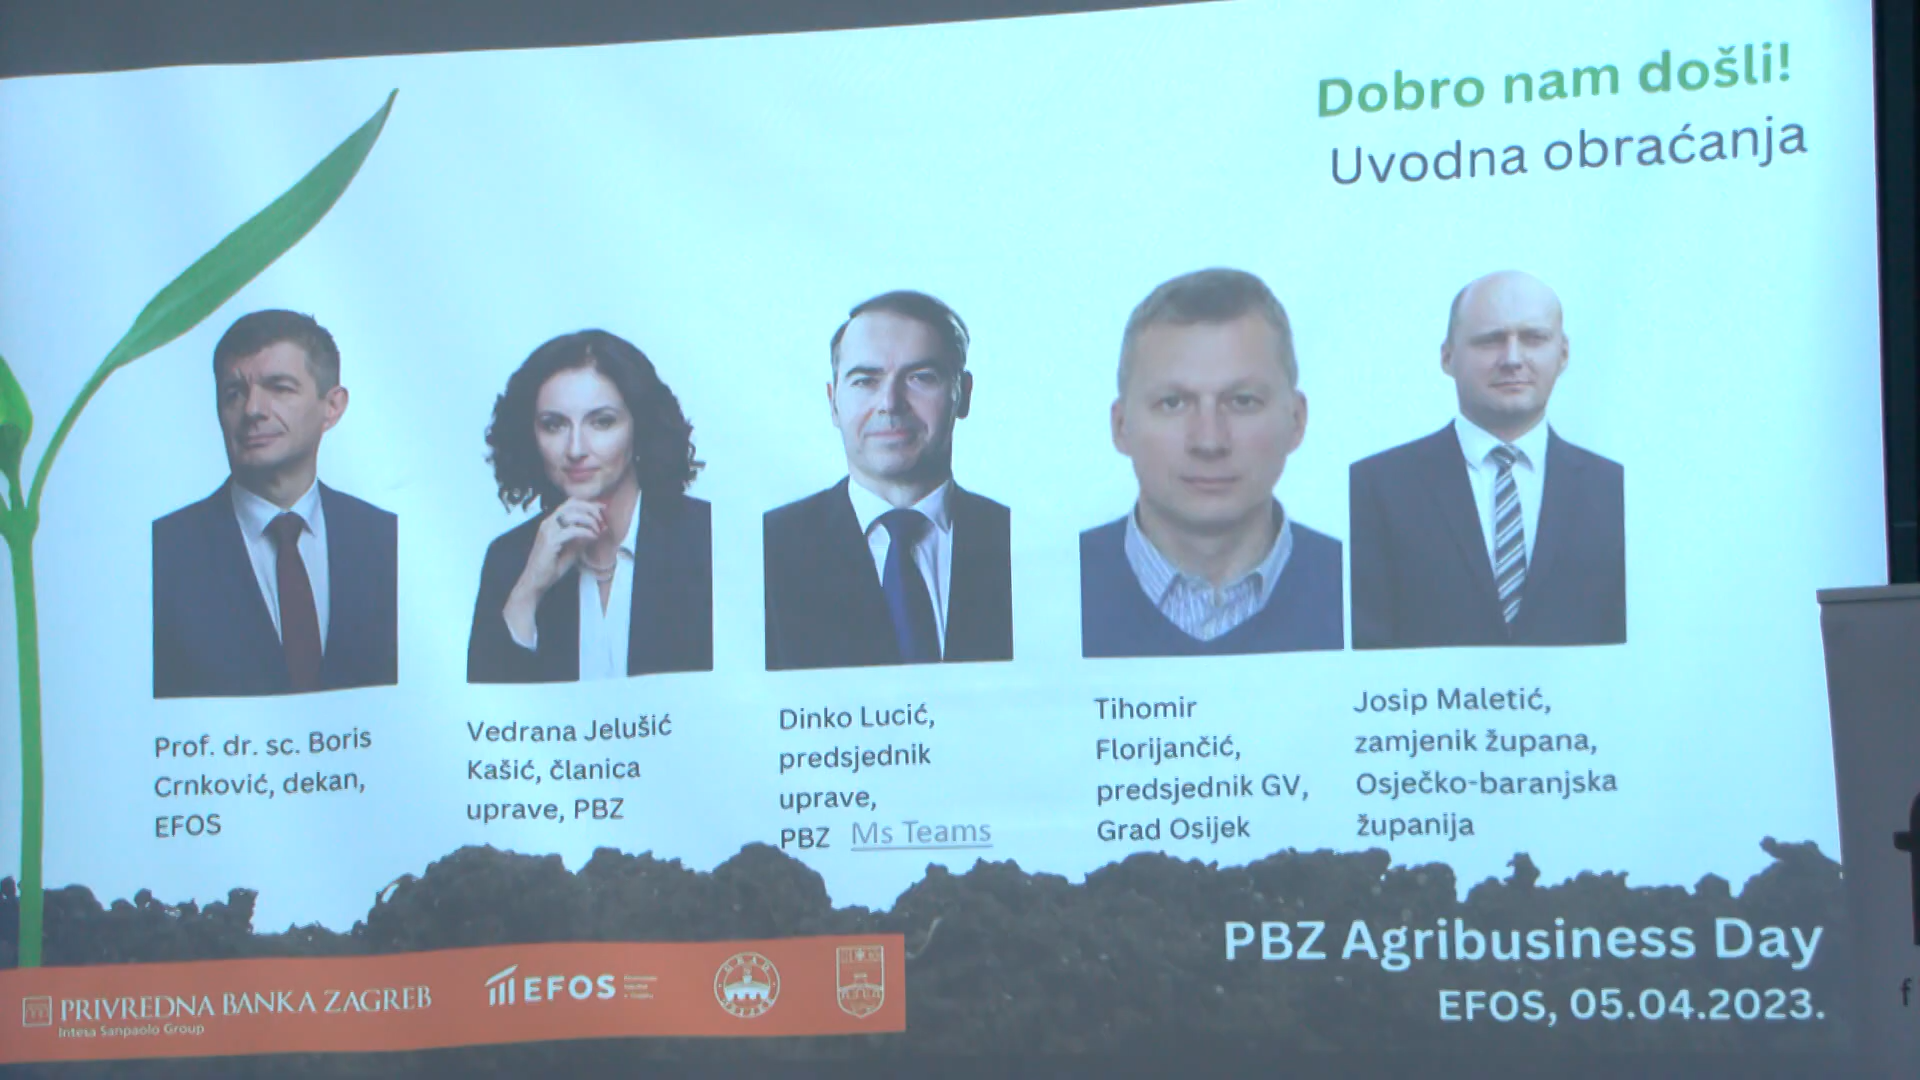 Dobro nam došli!
Uvodna obraćanja
Prof. dr. sc. Boris
Crnković, dekan,
EFOS
Vedrana Jelušić
Kašić, članica
uprave, PBZ
Dinko Lucić,
predsjednik
uprave,
PBZ Ms Teams
Tihomir
Florijančić,
predsjednik GV,
Grad Osijek
Josip Maletić,
zamjenik župana,
Osječko-baranjska
županija
PBZ Agribusiness Day
EFOS, 05.04.2023.
PRIVREDNA BANKA ZAGREB
Intesa Sanpaolo Group
EFOS
GRAD
OSIJEK
f